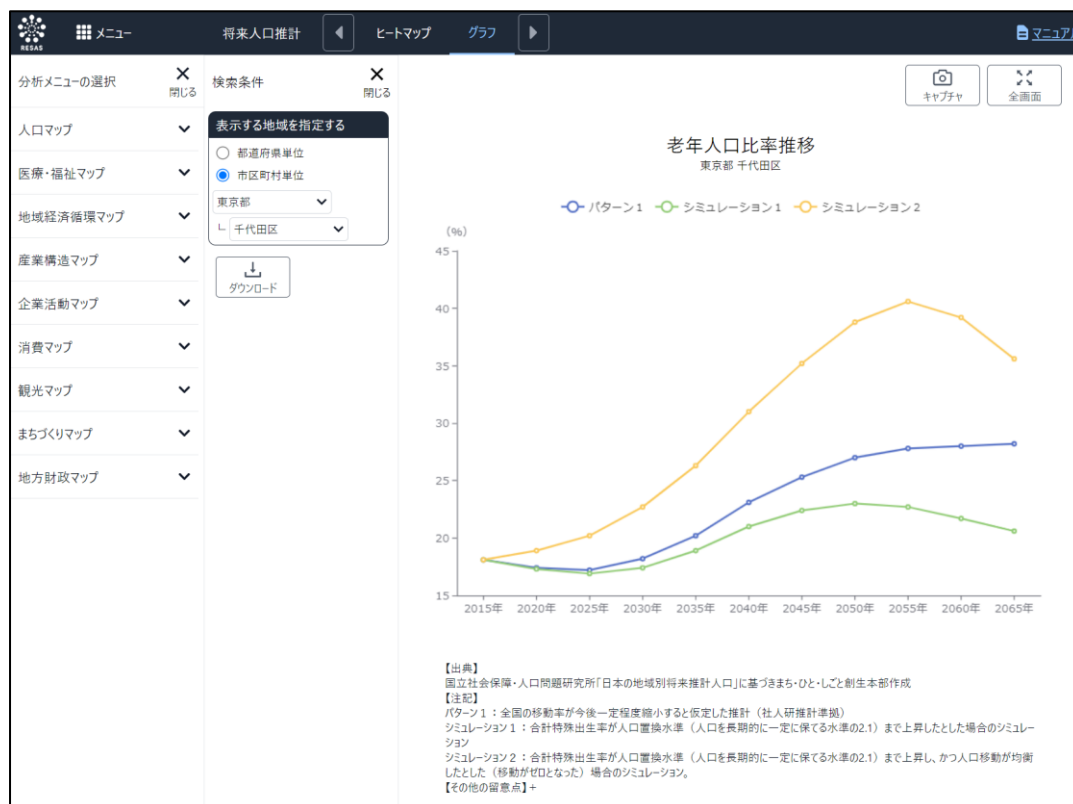 RESAS
メニュー
将来人口推計
ヒートマップ
グラフ
マニュアル
分析メニューの選択
閉じる
人口マップ
医療・福祉マップ
地域経済循環マップ
産業構造マップ
企業活動マップ
消費マップ
観光マップ
まちづくりマップ
地方財政マップ
検索条件
閉じる
表示する地域を指定する
都道府県単位
市区町村単位
東京都
千代田区
ダウンロード
キャプチャ
全画面
老年人口比率推移
東京都 千代田区
パターン1 シミュレーション1 シミュレーション2
(%)
45
40
35
30
25
20
15
2015年 2020年 2025年 2030年 2035年 2040年 2045年 2050年 2055年 2060年 2065年
【出典】
国立社会保障・人口問題研究所「日本の地域別将来推計人口」に基づきまち・ひと・しごと創生本部作成
【注記】
パターン1:全国の移動率が今後一定程度縮小すると仮定した推計(社人研推計準拠)
シミュレーション1:合計特殊出生率が人口置換水準(人口を長期的に一定に保てる水準の2.1)まで上昇したとした場合のシミュレー
ション
シミュレーション2:合計特殊出生率が人口置換水準(人口を長期的に一定に保てる水準の2.1)まで上昇し、かつ人口移動が均衡
したとした(移動がゼロとなった)場合のシミュレーション。
【その他の留意点】+